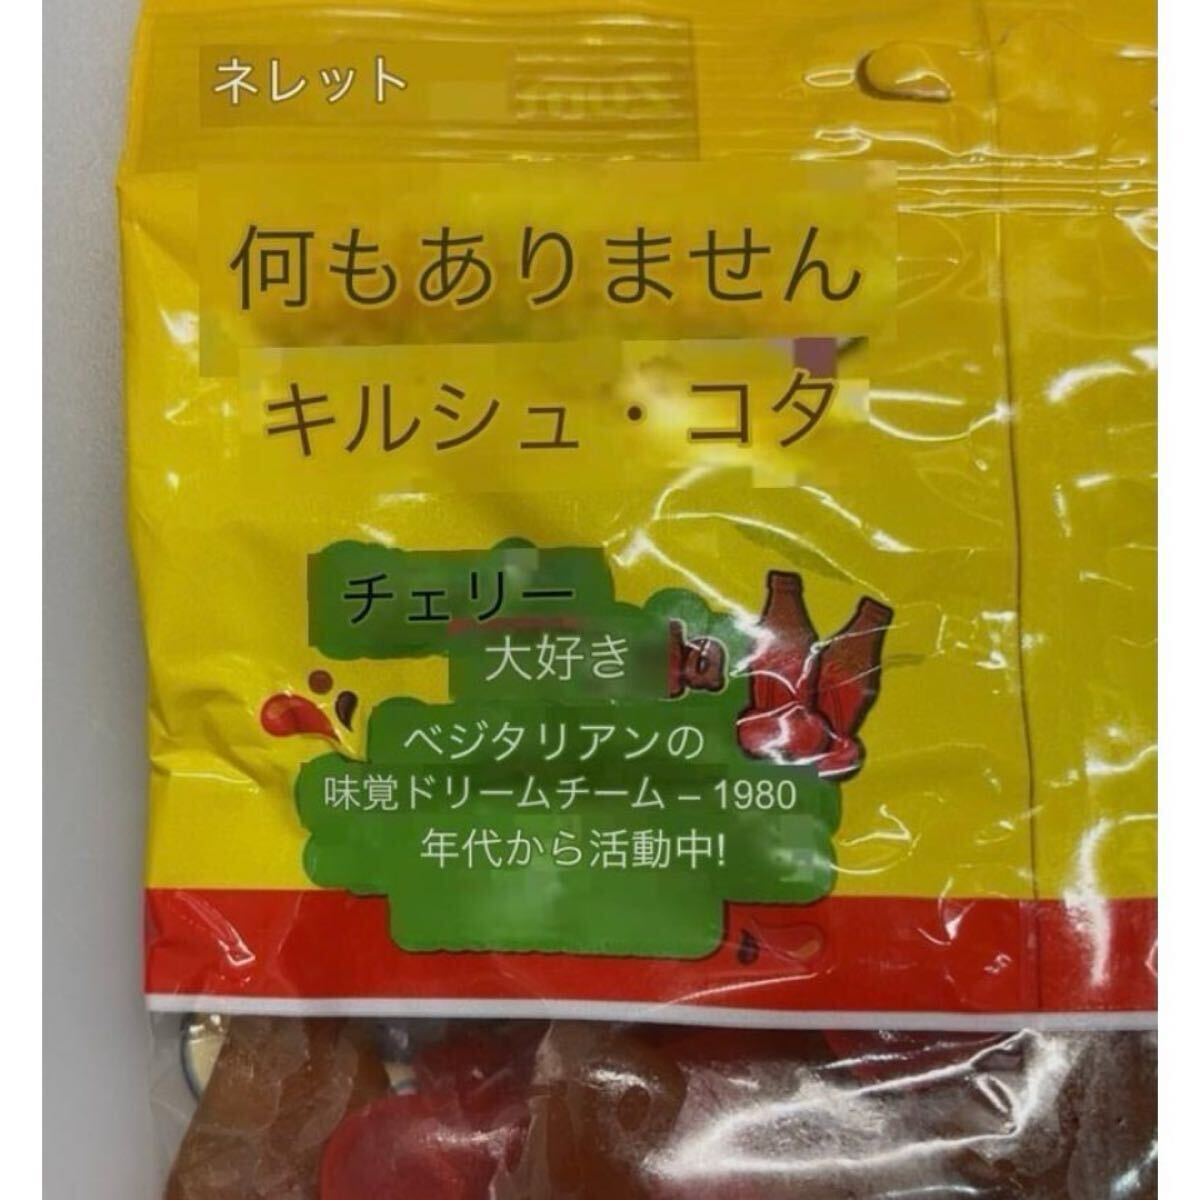 ネレット
何もありません
キルシュ・コタ
チェリー
大好き
ベジタリアンの
味覚ドリームチーム – 1980
年代から活動中!